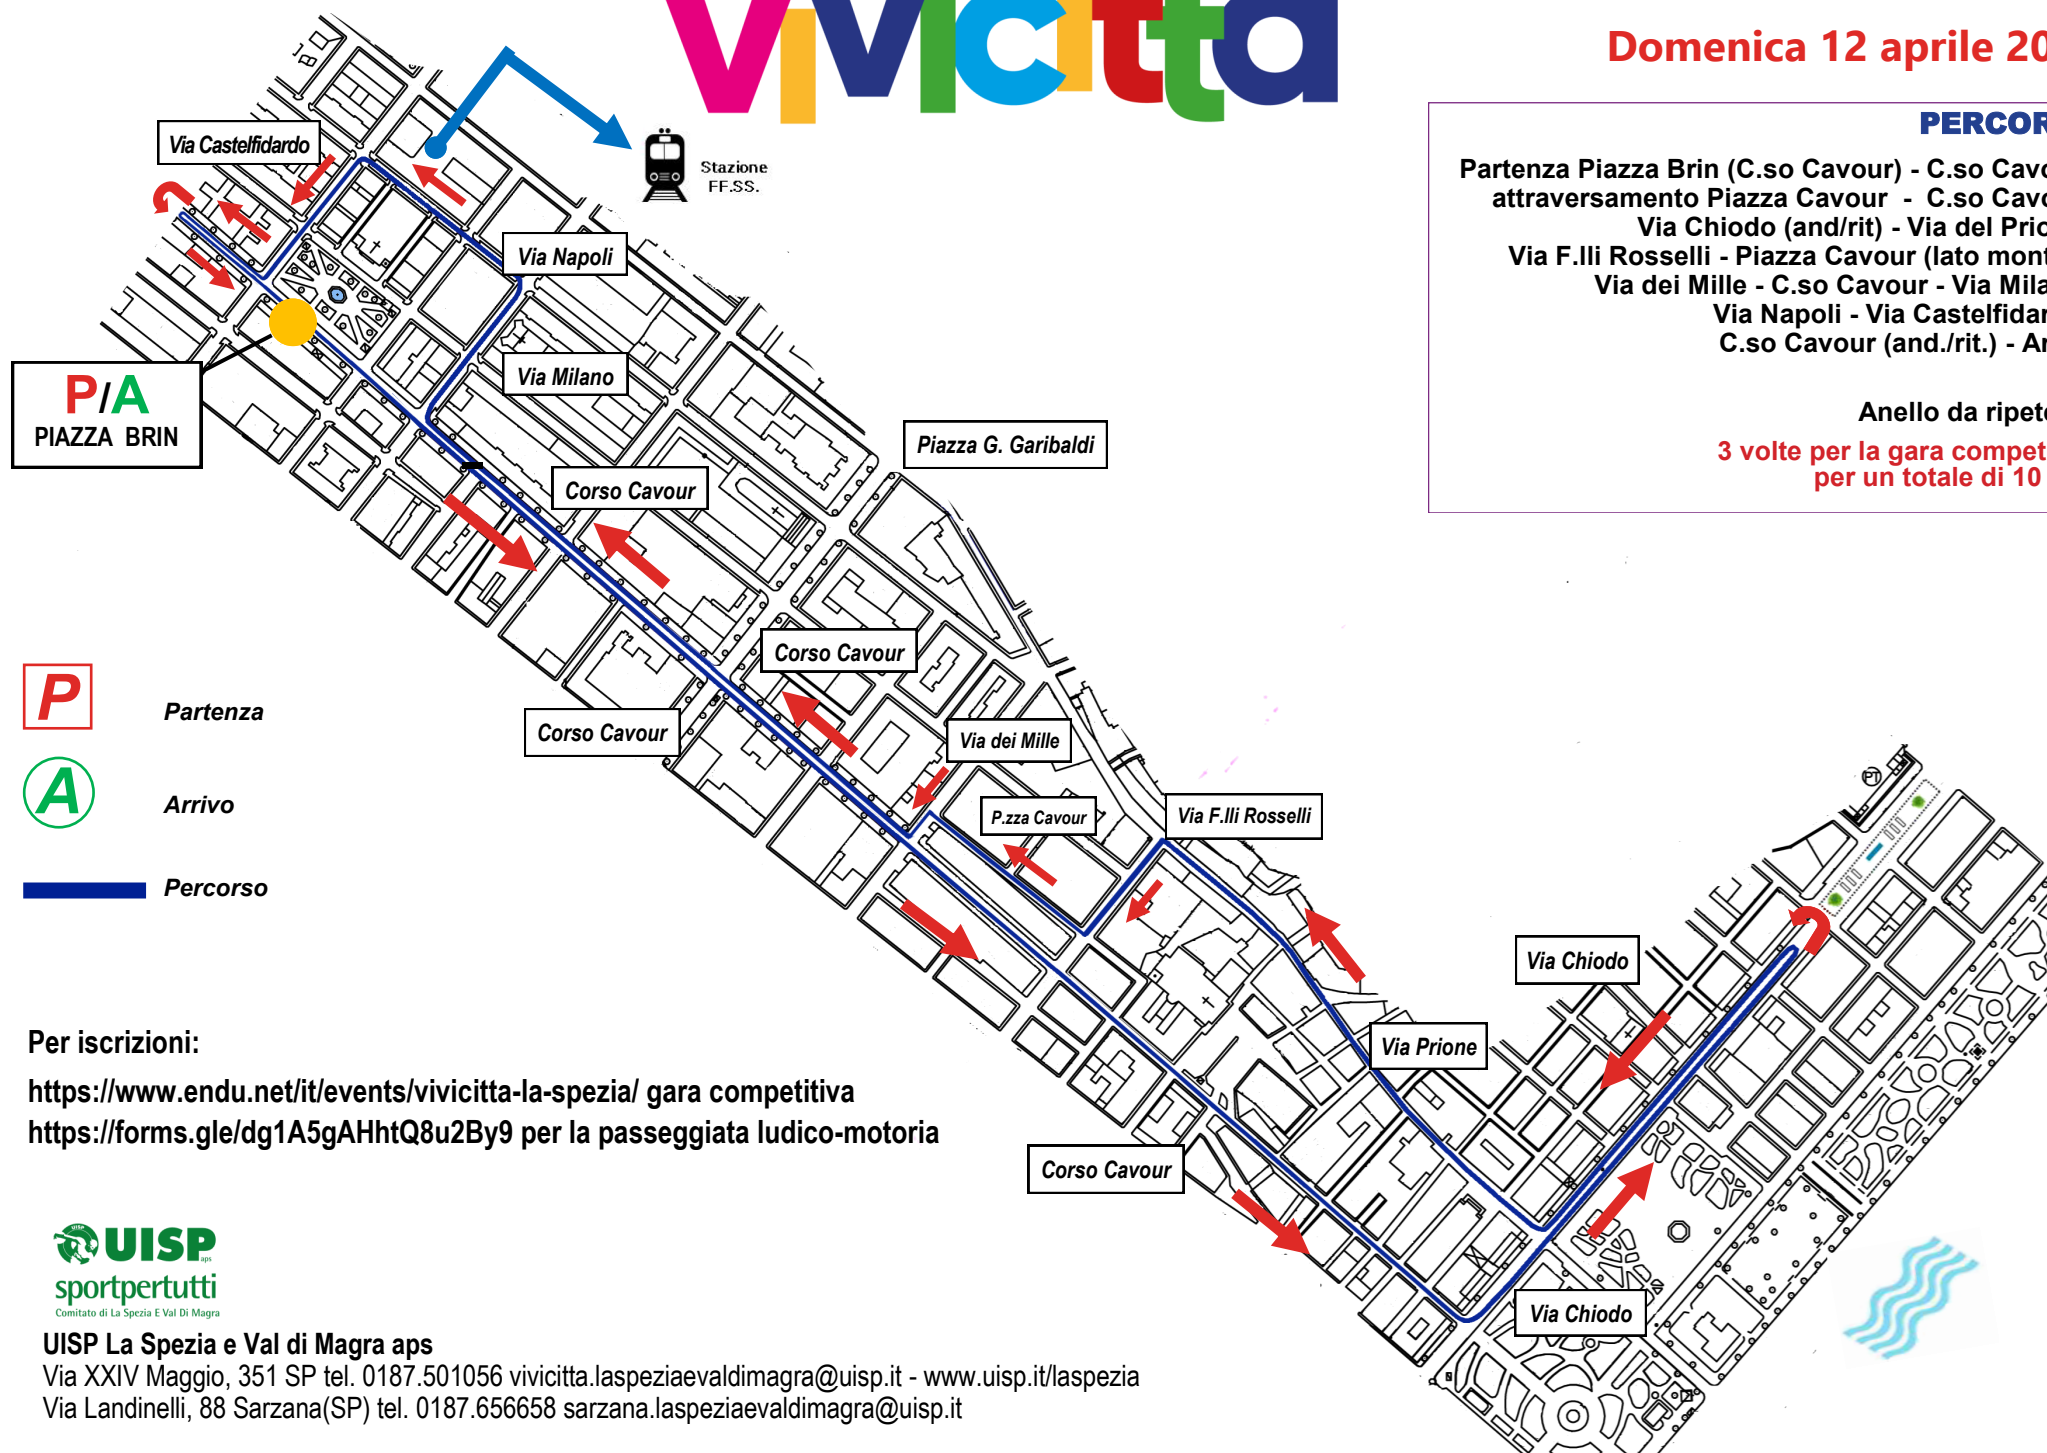 Vivicitta
Domenica 12 aprile 20
PERCOR
Partenza Piazza Brin (C.so Cavour) - C.so Cavo
attraversamento Piazza Cavour - C.so Cavo
Via Chiodo (and/rit) - Via del Prio
Via F.lli Rosselli - Piazza Cavour (lato mont
Via dei Mille - C.so Cavour - Via Mila
Via Napoli - Via Castelfidar
C.so Cavour (and./rit.) - Ar
Anello da ripet
3 volte per la gara compet
per un totale di 10
Via Castelfidardo
Stazione
FF.SS.
Via Napoli
Via Milano
P/A
PIAZZA BRIN
Piazza G. Garibaldi
Corso Cavour
Corso Cavour
Corso Cavour
Via dei Mille
P.zza Cavour
Via F.lli Rosselli
PT
Via Chiodo
Via Prione
Corso Cavour
Via Chiodo
P
Partenza
A
Arrivo
Percorso
Per iscrizioni:
https://www.endu.net/it/events/vivicitta-la-spezia/ gara competitiva
https://forms.gle/dg1A5gAHhtQ8u2By9 per la passeggiata ludico-motoria
UISP
UISP aps
sportpertutti
Comitato di La Spezia E Val Di Magra
UISP La Spezia e Val di Magra aps
Via XXIV Maggio, 351 SP tel. 0187.501056 vivicitta.laspeziaevaldimagra@uisp.it - www.uisp.it/laspezia
Via Landinelli, 88 Sarzana(SP) tel. 0187.656658 sarzana.laspeziaevaldimagra@uisp.it